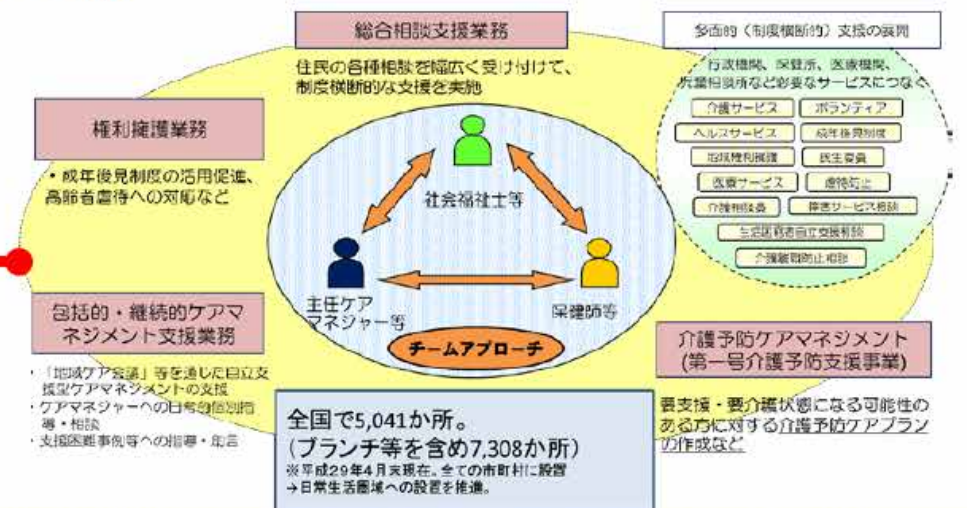 総合相談支援業務
住民の各種相談を幅広く受け付けて、
制度横断的な支援を実施
多面的（制度横断的）支援の展開
行政機関、保健所、医療機関、
児童相談所など必要なサービスにつなぐ
介護サービス
ボランティア
ヘルスサービス
成年後見制度
地域権利擁護
民生委員
医療サービス
虐待防止
介護相談員
障害サービス相談
生活困窮者自立支援相談
介護離職防止相談
権利擁護業務
・成年後見制度の活用促進、
高齢者虐待への対応など
社会福祉士等
主任ケア
マネジャー等
保健師等
チームアプローチ
包括的・継続的ケアマ
ネジメント支援業務
・「地域ケア会議」等を通じた自立支
援型ケアマネジメントの支援
・ケアマネジャーへの日常的個別指
導・相談
・支援困難事例等への指導・助言
介護予防ケアマネジメント
(第一号介護予防支援事業)
要支援・要介護状態になる可能性の
ある方に対する介護予防ケアプラン
の作成など
全国で5,041か所。
(ブランチ等を含め7,308か所)
※平成29年4月末現在。全ての市町村に設置
→日常生活圏域への設置を推進。